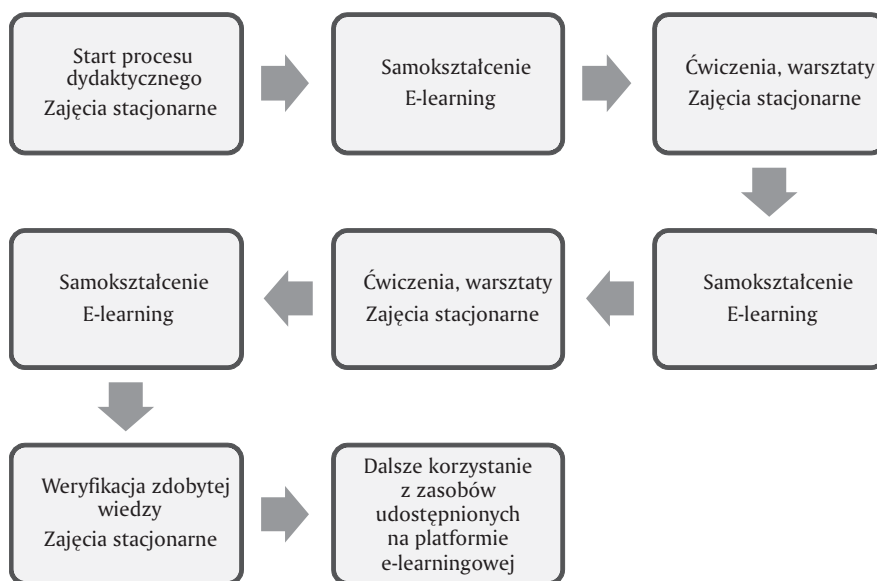 Start procesu
dydaktycznego
Zajęcia stacjonarne
Samokształcenie
E-learning
Ćwiczenia, warsztaty
Zajęcia stacjonarne
Samokształcenie
E-learning
Ćwiczenia, warsztaty
Zajęcia stacjonarne
Samokształcenie
E-learning
Weryfikacja zdobytej
wiedzy
Zajęcia stacjonarne
Dalsze korzystanie
z zasobów
udostępnionych
na platformie
e-learningowej